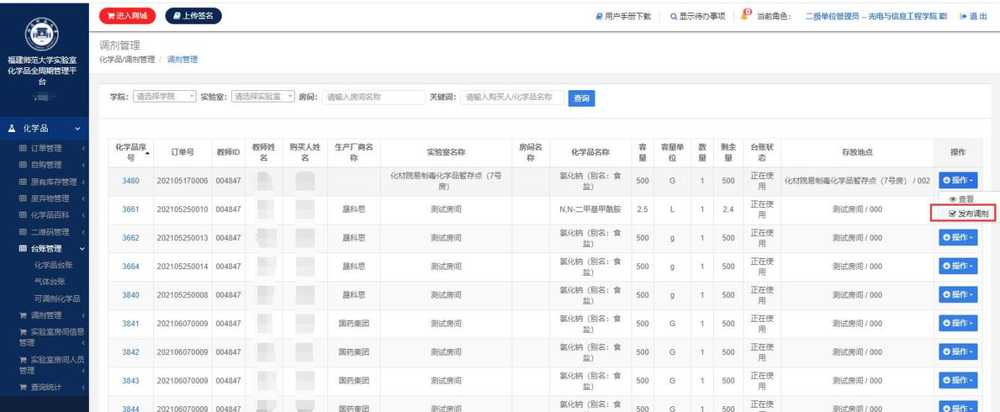 进入商城 上传签名 用户手册下载 显示待办事项 0 当前角色： 二级单位管理员 -- 光电与信息工程学院 退 出
福建师范大学实验室
化学品全周期管理平
台
化学品
订单管理
自购管理
原有库存管理
废弃物管理
化学品百科
二维码管理
台账管理
化学品台账
气体台账
可调剂化学品
调剂管理
实验室房间信息
管理
实验室房间人员
管理
查询统计
调剂管理
化学品/调剂管理 / 调剂管理
学院： 请选择学院 实验室： 请选择实验室 房间： 请输入房间名称 关键词： 请输入购买人/化学品名称 查询
化学品序号 订单号 教师ID 教师姓名 购买人姓名 生产厂商名称 实验室名称 房间名称 化学品名称 容量 容量单位 数量 剩余量 台账状态 存放地点 操作
3480 202105170006 004847 化材院易制毒化学品暂存点（7号房） 氯化钠（别名：食盐） 500 G 1 500 正在使用 化材院易制毒化学品暂存点（7号房） / 002 操作
查看
发布调剂
3661 202105250010 004847 晟科思 测试房间 N,N-二甲基甲酰胺 2.5 L 1 2.4 正在使用 测试房间 / 000
3662 202105250013 004847 晟科思 测试房间 氯化钠（别名：食盐） 500 g 1 500 正在使用 测试房间 / 000 操作
3664 202105250014 004847 晟科思 测试房间 氯化钠（别名：食盐） 500 g 1 500 正在使用 测试房间 / 000 操作
3840 202105250008 004847 晟科思 测试房间 氯化钠（别名：食盐） 500 g 1 500 正在使用 测试房间 / 000 操作
3841 202106070009 004847 国药集团 测试房间 氯化钠（别名：食盐） 500 G 1 500 正在使用 测试房间 / 000 操作
3842 202106070009 004847 国药集团 测试房间 氯化钠（别名：食盐） 500 G 1 500 正在使用 测试房间 / 000 操作
3843 202106070009 004847 国药集团 测试房间 氯化钠（别名：食盐） 500 G 1 500 正在使用 测试房间 / 000 操作
3844 202106070009 004847 国药集团 测试房间 氯化钠（别名：食 500 G 1 500 正在使 测试房间 / 000 操作